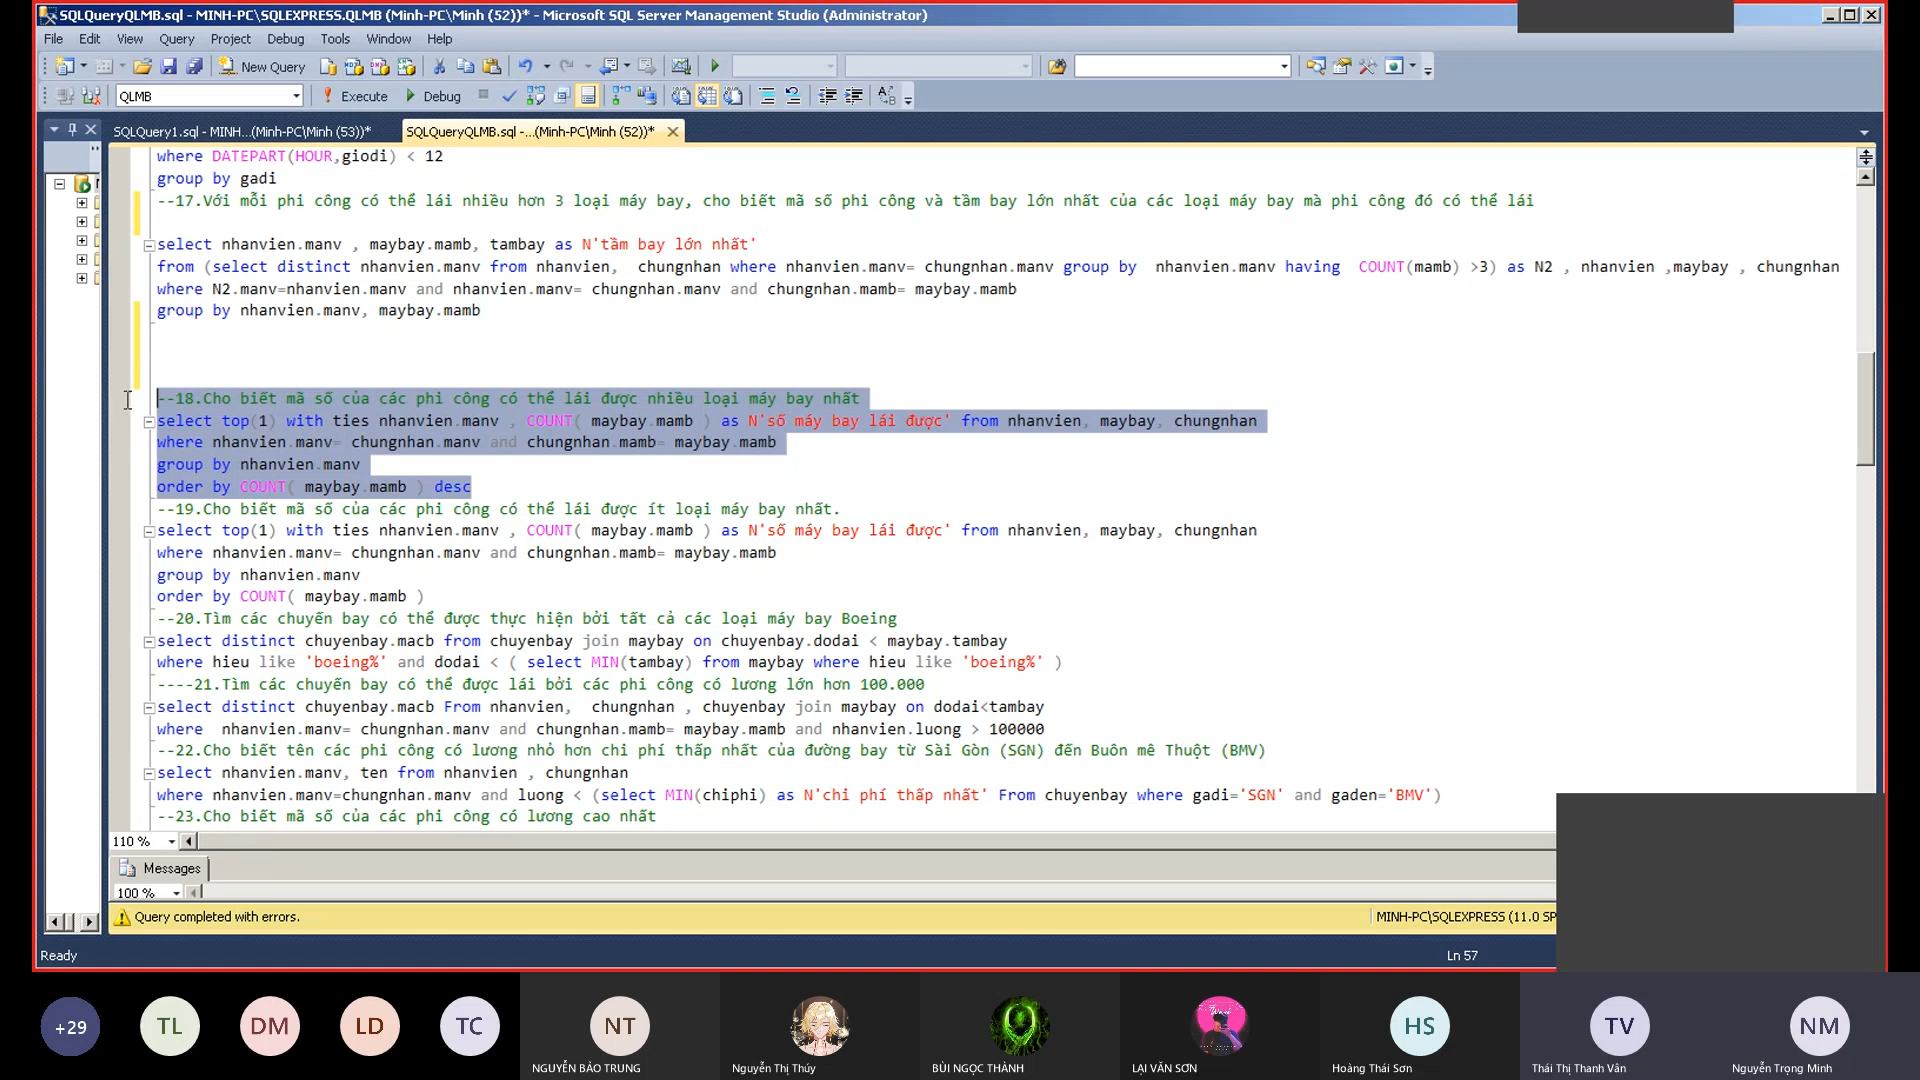 SQLQueryQLMB.sql - MINH-PC\SQLEXPRESS.QLMB (Minh-PC\Minh (52))* - Microsoft SQL Server Management Studio (Administrator)
File Edit View Query Project Debug Tools Window Help
New Query
QLMB Execute Debug
SQLQuery1.sql - MINH...(Minh-PC\Minh (53))* SQLQueryQLMB.sql -...(Minh-PC\Minh (52))*
where DATEPART(HOUR,giodi) < 12
group by gadi
--17.Với mỗi phi công có thể lái nhiều hơn 3 loại máy bay, cho biết mã số phi công và tầm bay lớn nhất của các loại máy bay mà phi công đó có thể lái
select nhanvien.manv , maybay.mamb, tambay as N'tầm bay lớn nhất'
from (select distinct nhanvien.manv from nhanvien,  chungnhan where nhanvien.manv= chungnhan.manv group by  nhanvien.manv having  COUNT(mamb) >3) as N2 , nhanvien ,maybay , chungnhan
where N2.manv=nhanvien.manv and nhanvien.manv= chungnhan.manv and chungnhan.mamb= maybay.mamb
group by nhanvien.manv, maybay.mamb
--18.Cho biết mã số của các phi công có thể lái được nhiều loại máy bay nhất
select top(1) with ties nhanvien.manv , COUNT( maybay.mamb ) as N'số máy bay lái được' from nhanvien, maybay, chungnhan
where nhanvien.manv= chungnhan.manv and chungnhan.mamb= maybay.mamb
group by nhanvien.manv
order by COUNT( maybay.mamb ) desc
--19.Cho biết mã số của các phi công có thể lái được ít loại máy bay nhất.
select top(1) with ties nhanvien.manv , COUNT( maybay.mamb ) as N'số máy bay lái được' from nhanvien, maybay, chungnhan
where nhanvien.manv= chungnhan.manv and chungnhan.mamb= maybay.mamb
group by nhanvien.manv
order by COUNT( maybay.mamb )
--20.Tìm các chuyến bay có thể được thực hiện bởi tất cả các loại máy bay Boeing
select distinct chuyenbay.macb from chuyenbay join maybay on chuyenbay.dodai < maybay.tambay
where hieu like 'boeing%' and dodai < ( select MIN(tambay) from maybay where hieu like 'boeing%' )
----21.Tìm các chuyến bay có thể được lái bởi các phi công có lương lớn hơn 100.000
select distinct chuyenbay.macb From nhanvien,  chungnhan , chuyenbay join maybay on dodai<tambay
where  nhanvien.manv= chungnhan.manv and chungnhan.mamb= maybay.mamb and nhanvien.luong > 100000
--22.Cho biết tên các phi công có lương nhỏ hơn chi phí thấp nhất của đường bay từ Sài Gòn (SGN) đến Buôn mê Thuột (BMV)
select nhanvien.manv, ten from nhanvien , chungnhan
where nhanvien.manv=chungnhan.manv and luong < (select MIN(chiphi) as N'chi phí thấp nhất' From chuyenbay where gadi='SGN' and gaden='BMV')
--23.Cho biết mã số của các phi công có lương cao nhất
110 %
Messages
100 %
Query completed with errors. MINH-PC\SQLEXPRESS (11.0 SP
Ready Ln 57
+29 TL DM LD TC NT HS TV NM
NGUYỄN BẢO TRUNG Nguyễn Thị Thúy BÙI NGỌC THÀNH LẠI VĂN SƠN Hoàng Thái Sơn Thái Thị Thanh Vân Nguyễn Trọng Minh